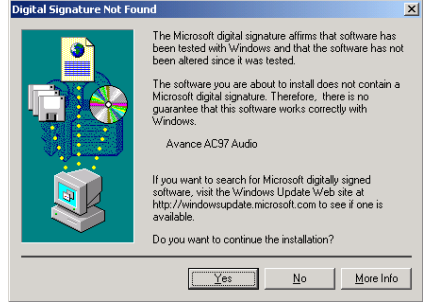 Digital Signature Not Found
The Microsoft digital signature affirms that software has
been tested with Windows and that the software has not
been altered since it was tested.
The software you are about to install does not contain a
Microsoft digital signature. Therefore, there is no
guarantee that this software works correctly with
Windows.
Avance AC97 Audio
If you want to search for Microsoft digitally signed
software, visit the Windows Update Web site at
http://windowsupdate.microsoft.com to see if one is
available.
Do you want to continue the installation?
Yes No More Info